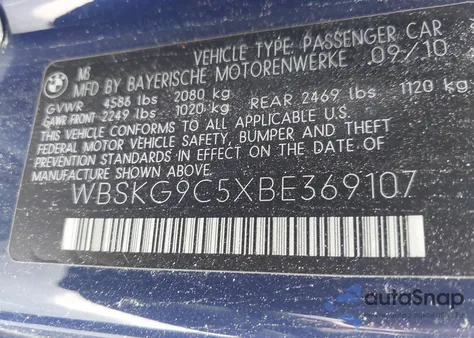 VEHICLE TYPE: PASSENGER CAR
MFD BY BAYERISCHE MOTORENWERKE 09/10
GVWR 4586 lbs 2080 kg
GAWR FRONT 2249 lbs 1020 kg REAR 2469 lbs 1120 kg
THIS VEHICLE CONFORMS TO ALL APPLICABLE
FEDERAL MOTOR VEHICLE SAFETY, BUMPER AND THEFT
PREVENTION STANDARDS IN EFFECT ON THE DATE OF
MANUFACTURE SHOWN ABOVE.
WBSKG9C5XBE369107
autoSnap